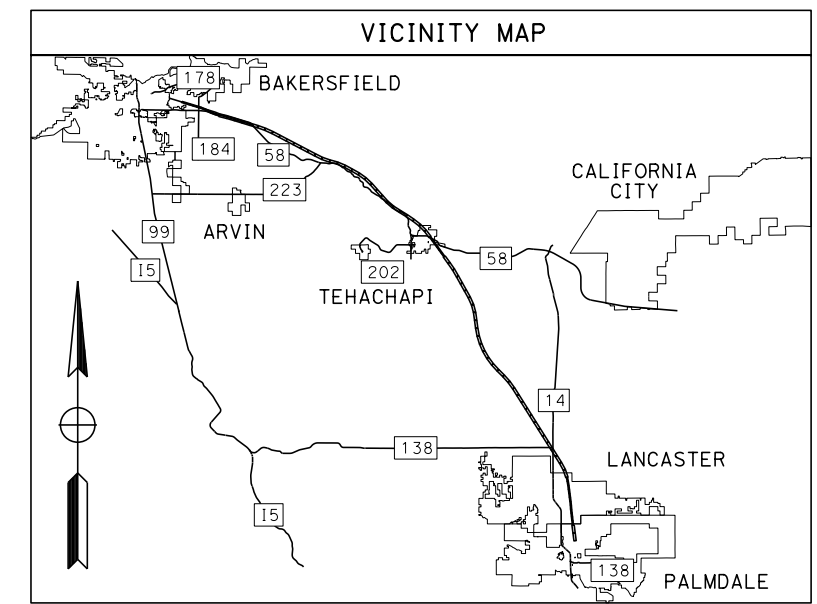 VICINITY MAP
178
BAKERSFIELD
184
58
CALIFORNIA
CITY
223
99
ARVIN
I5
58
202
TEHACHAPI
14
138
LANCASTER
I5
138
PALMDALE